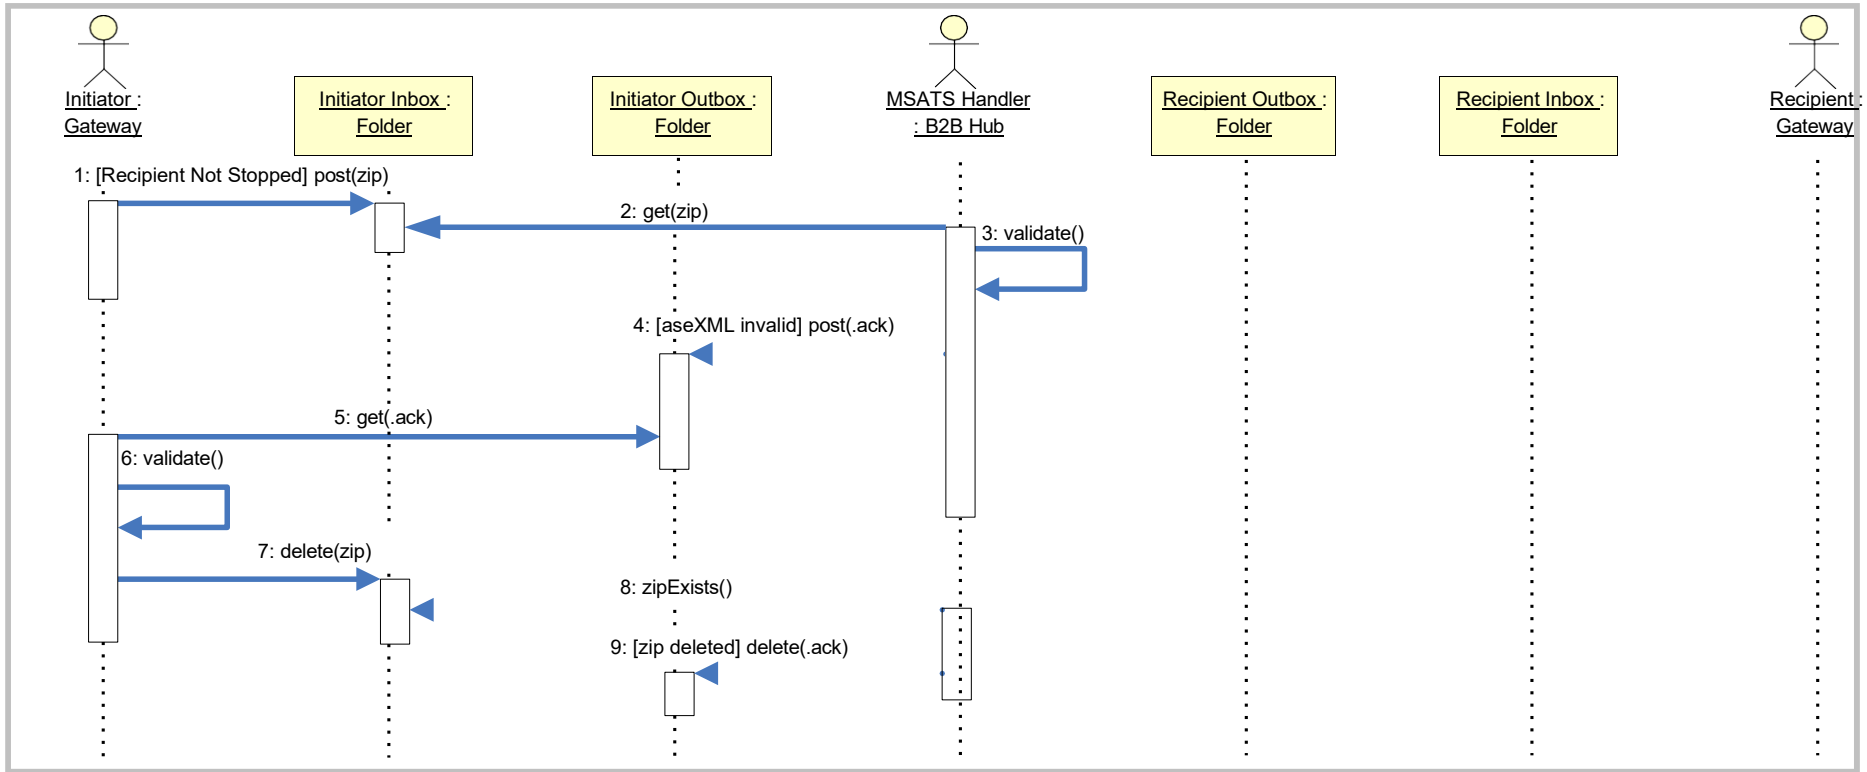 Initiator :
Gateway
Initiator Inbox :
Folder
Initiator Outbox :
Folder
MSATS Handler
: B2B Hub
Recipient Outbox :
Folder
Recipient Inbox :
Folder
Recipient :
Gateway
1: [Recipient Not Stopped] post(zip)
2: get(zip)
3: validate()
4: [aseXML invalid] post(.ack)
5: get(.ack)
6: validate()
7: delete(zip)
8: zipExists()
9: [zip deleted] delete(.ack)